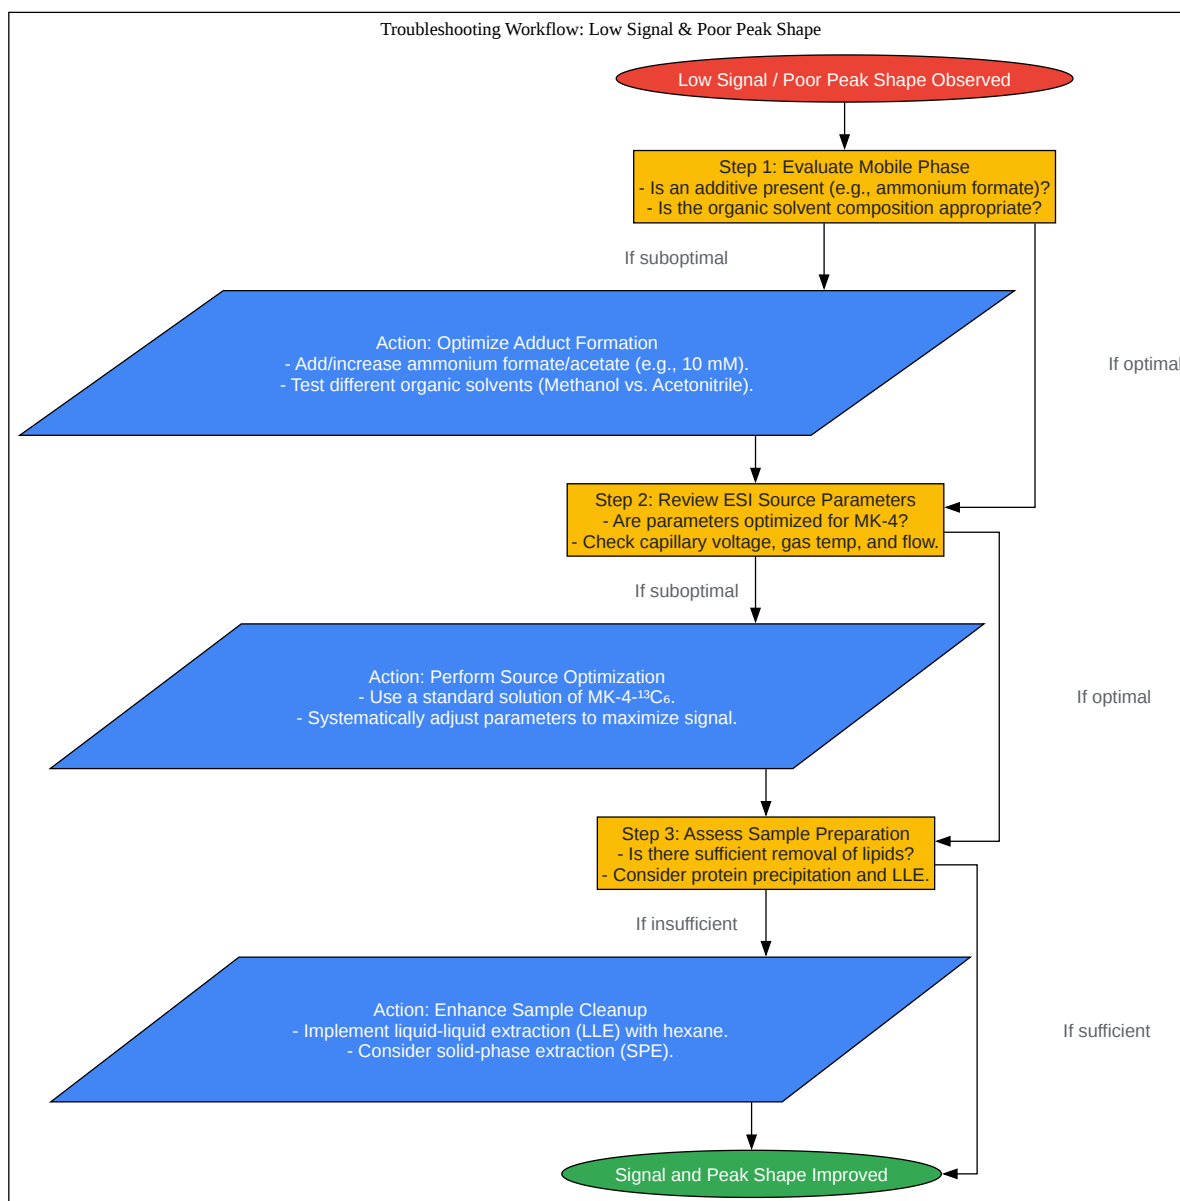 Troubleshooting Workflow: Low Signal & Poor Peak Shape
Low Signal / Poor Peak Shape Observed
Step 1: Evaluate Mobile Phase
- Is an additive present (e.g., ammonium formate)?
- Is the organic solvent composition appropriate?
If suboptimal
If optimal
Action: Optimize Adduct Formation
- Add/increase ammonium formate/acetate (e.g., 10 mM).
- Test different organic solvents (Methanol vs. Acetonitrile).
Step 2: Review ESI Source Parameters
- Are parameters optimized for MK-4?
- Check capillary voltage, gas temp, and flow.
If suboptimal
If optimal
Action: Perform Source Optimization
- Use a standard solution of MK-4-¹³C₆.
- Systematically adjust parameters to maximize signal.
Step 3: Assess Sample Preparation
- Is there sufficient removal of lipids?
- Consider protein precipitation and LLE.
If insufficient
If sufficient
Action: Enhance Sample Cleanup
- Implement liquid-liquid extraction (LLE) with hexane.
- Consider solid-phase extraction (SPE).
Signal and Peak Shape Improved